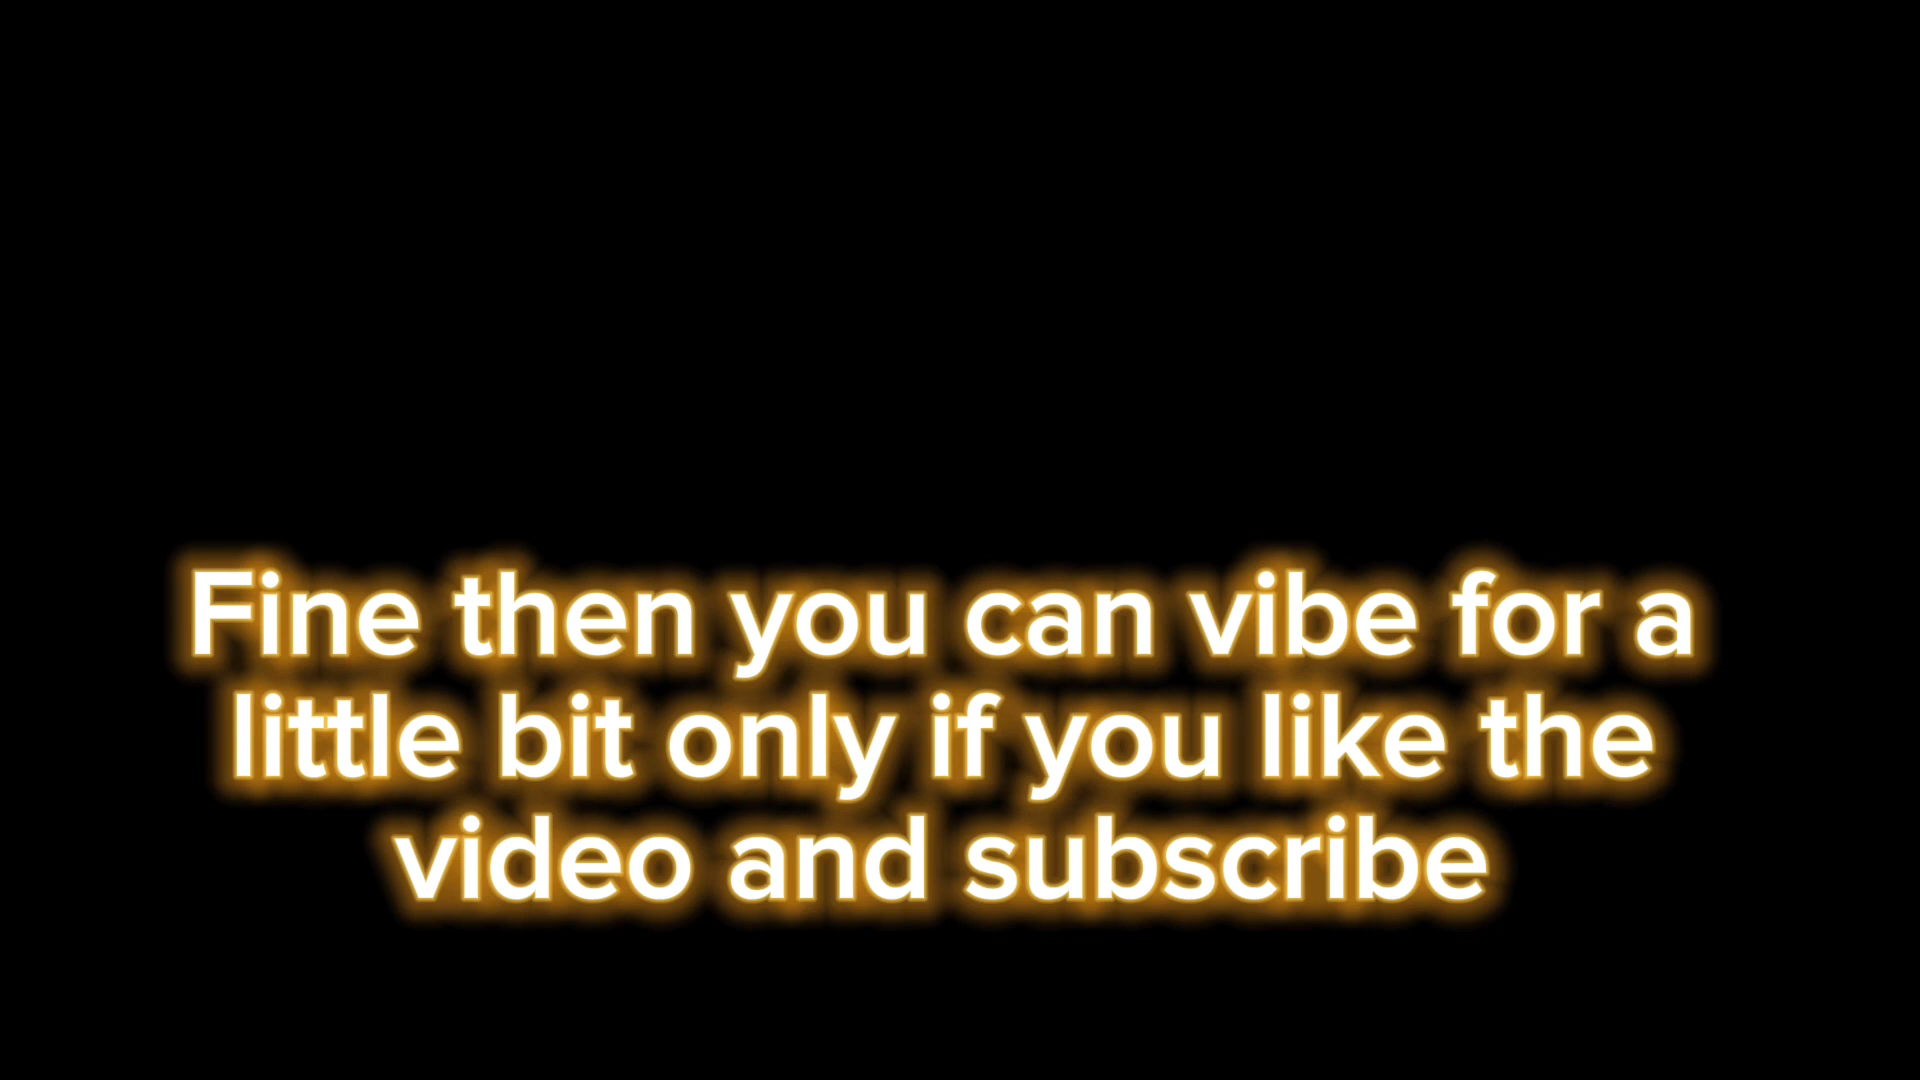 Fine then you can vibe for a
little bit only if you like the
video and subscribe